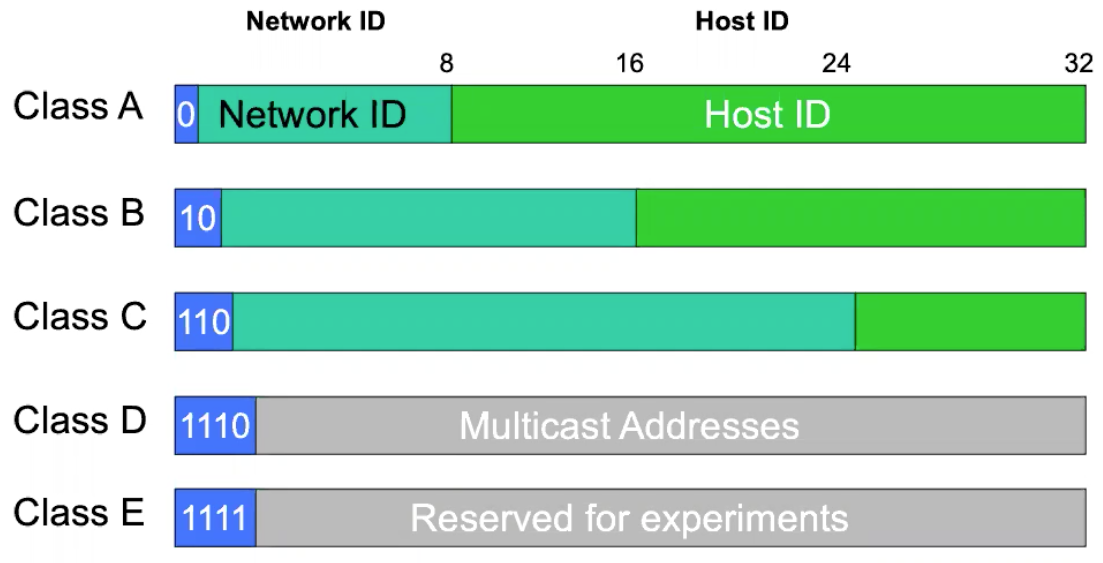 Network ID Host ID
8 16 24 32
Class A 0 Network ID Host ID
Class B 10
Class C 110
Class D 1110 Multicast Addresses
Class E 1111 Reserved for experiments